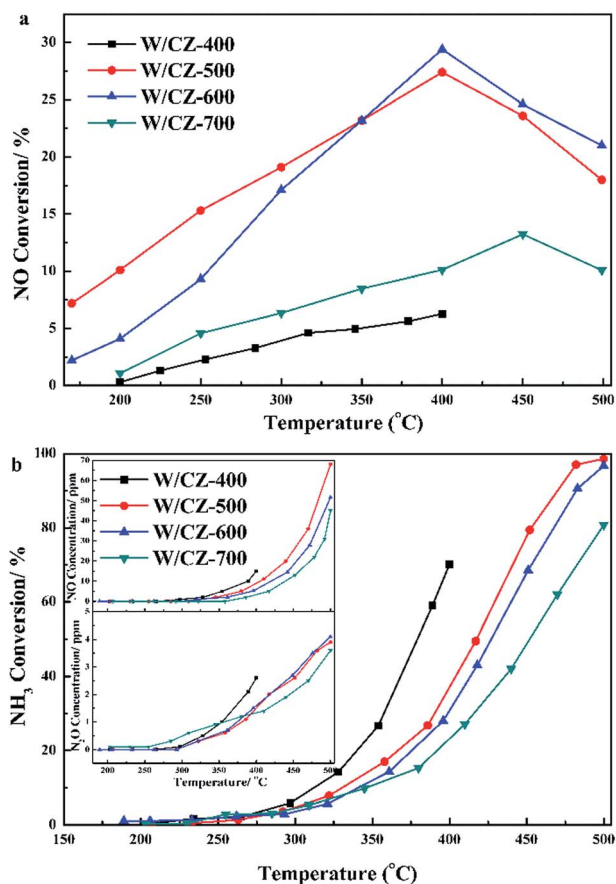 a
W/CZ-400
W/CZ-500
W/CZ-600
W/CZ-700
NO Conversion/ %
30
25
20
15
10
5
0
200 250 300 350 400 450 500
Temperature (°C)
b
W/CZ-400
W/CZ-500
W/CZ-600
W/CZ-700
NH3 Conversion/ %
100
80
60
40
20
0
NO Concentration/ ppm
70
60
50
40
30
20
10
0
N2O Concentration/ ppm
6
5
4
3
2
1
0
200 250 300 350 400 450 500
Temperature/ °C
150 200 250 300 350 400 450 500
Temperature (°C)